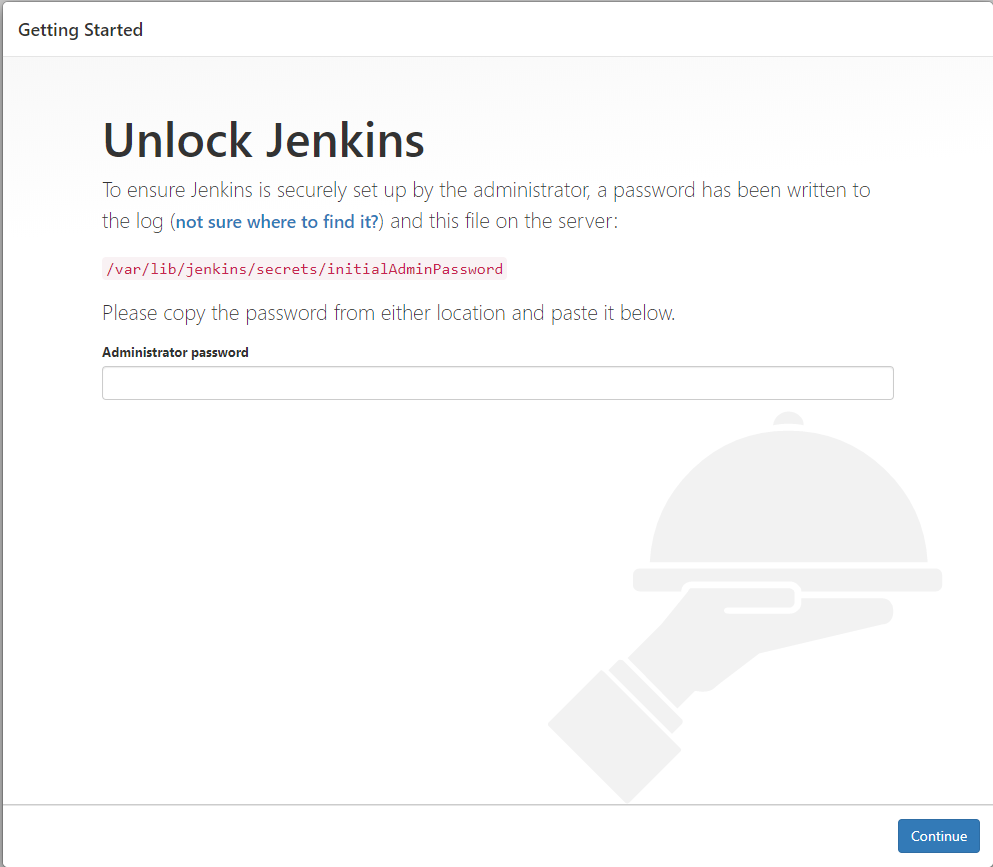 Getting Started
Unlock Jenkins
To ensure Jenkins is securely set up by the administrator, a password has been written to
the log (not sure where to find it?) and this file on the server:
/var/lib/jenkins/secrets/initialAdminPassword
Please copy the password from either location and paste it below.
Administrator password
Continue